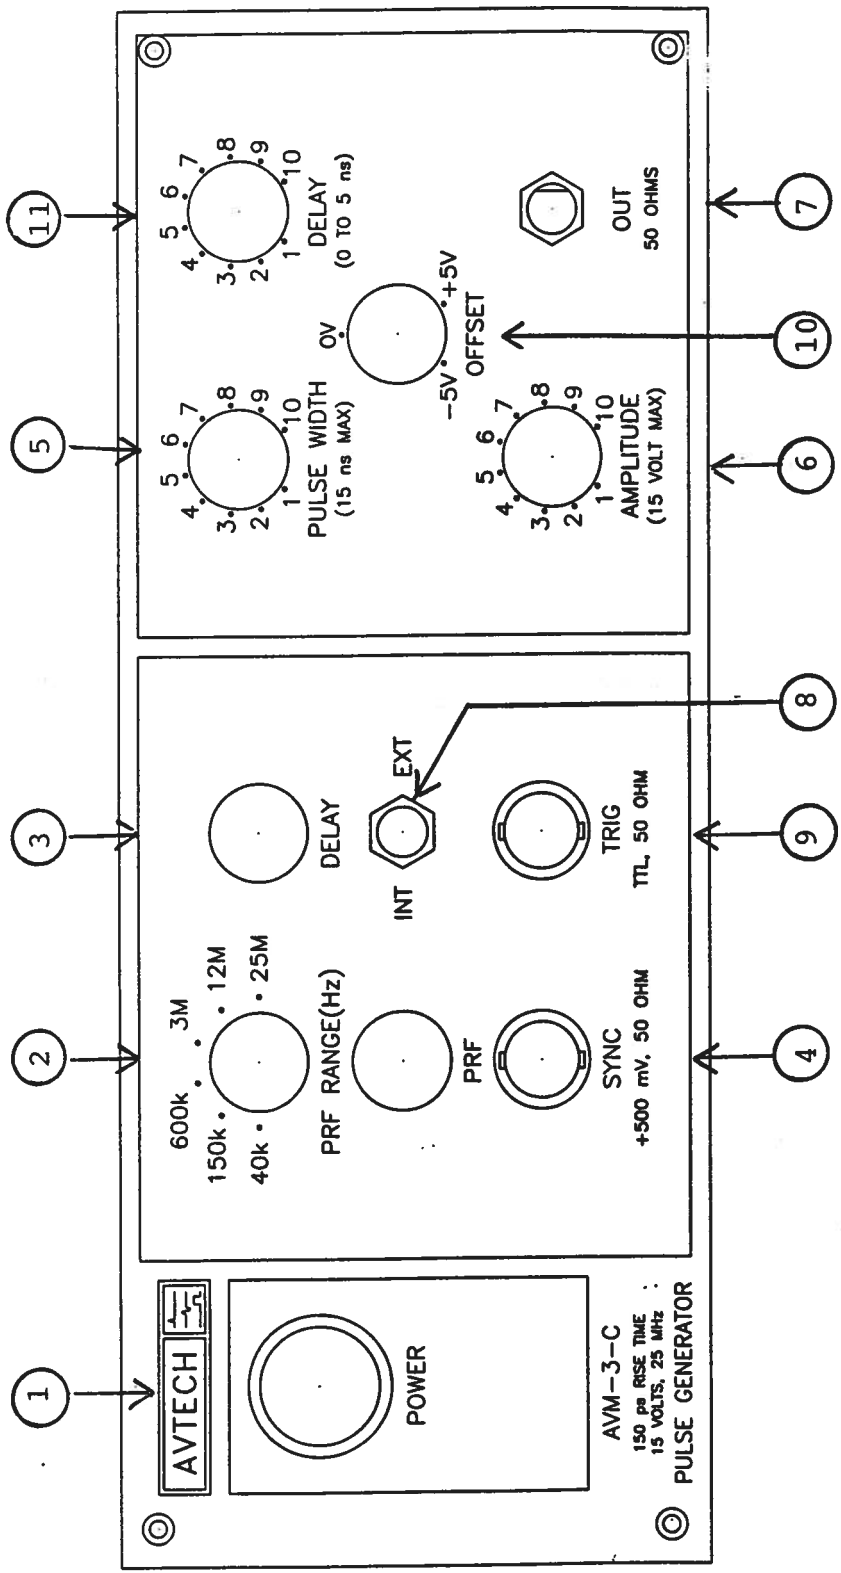 1
2
3
5
11
AVTECH
POWER
AVM-3-C
150 ps RISE TIME
15 VOLTS, 25 MHz
PULSE GENERATOR
600k 3M
150k 12M
40k 25M
PRF RANGE(Hz)
PRF
SYNC
+500 mV, 50 OHM
DELAY
INT EXT
TRIG
TTL, 50 OHM
1 2 3 4 5 6 7 8 9 10
PULSE WIDTH
(15 ns MAX)
1 2 3 4 5 6 7 8 9 10
DELAY
(0 TO 5 ns)
0V
-5V +5V
OFFSET
1 2 3 4 5 6 7 8 9 10
AMPLITUDE
(15 VOLT MAX)
OUT
50 OHMS
4
9
8
6
10
7